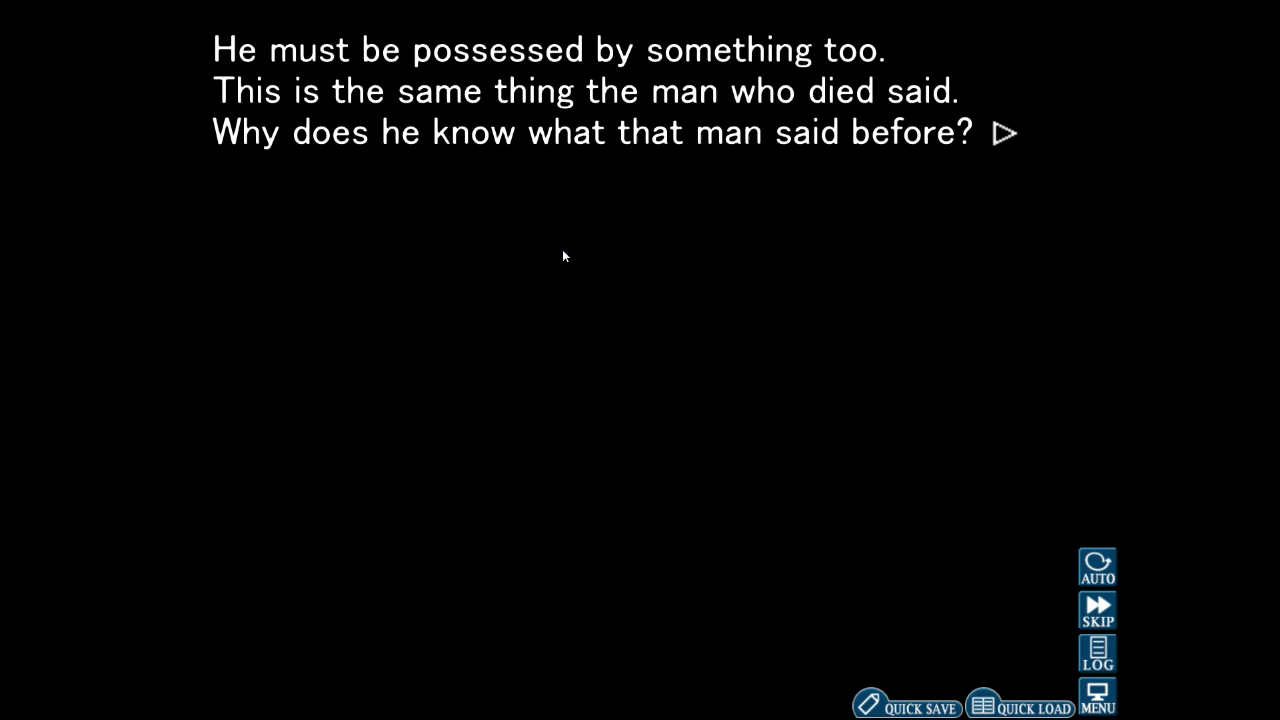 He must be possessed by something too.
This is the same thing the man who died said.
Why does he know what that man said before?
AUTO
SKIP
LOG
QUICK SAVE QUICK LOAD MENU